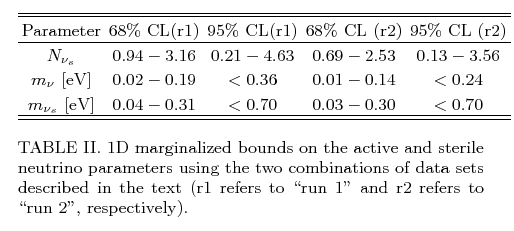 Parameter 68% CL(r1) 95% CL(r1) 68% CL (r2) 95% CL (r2)
N_{ν_s} 0.94 – 3.16 0.21 – 4.63 0.69 – 2.53 0.13 – 3.56
m_ν [eV] 0.02 – 0.19 < 0.36 0.01 – 0.14 < 0.24
m_{ν_s} [eV] 0.04 – 0.31 < 0.70 0.03 – 0.30 < 0.70
TABLE II. 1D marginalized bounds on the active and sterile
neutrino parameters using the two combinations of data sets
described in the text (r1 refers to “run 1” and r2 refers to
“run 2”, respectively).